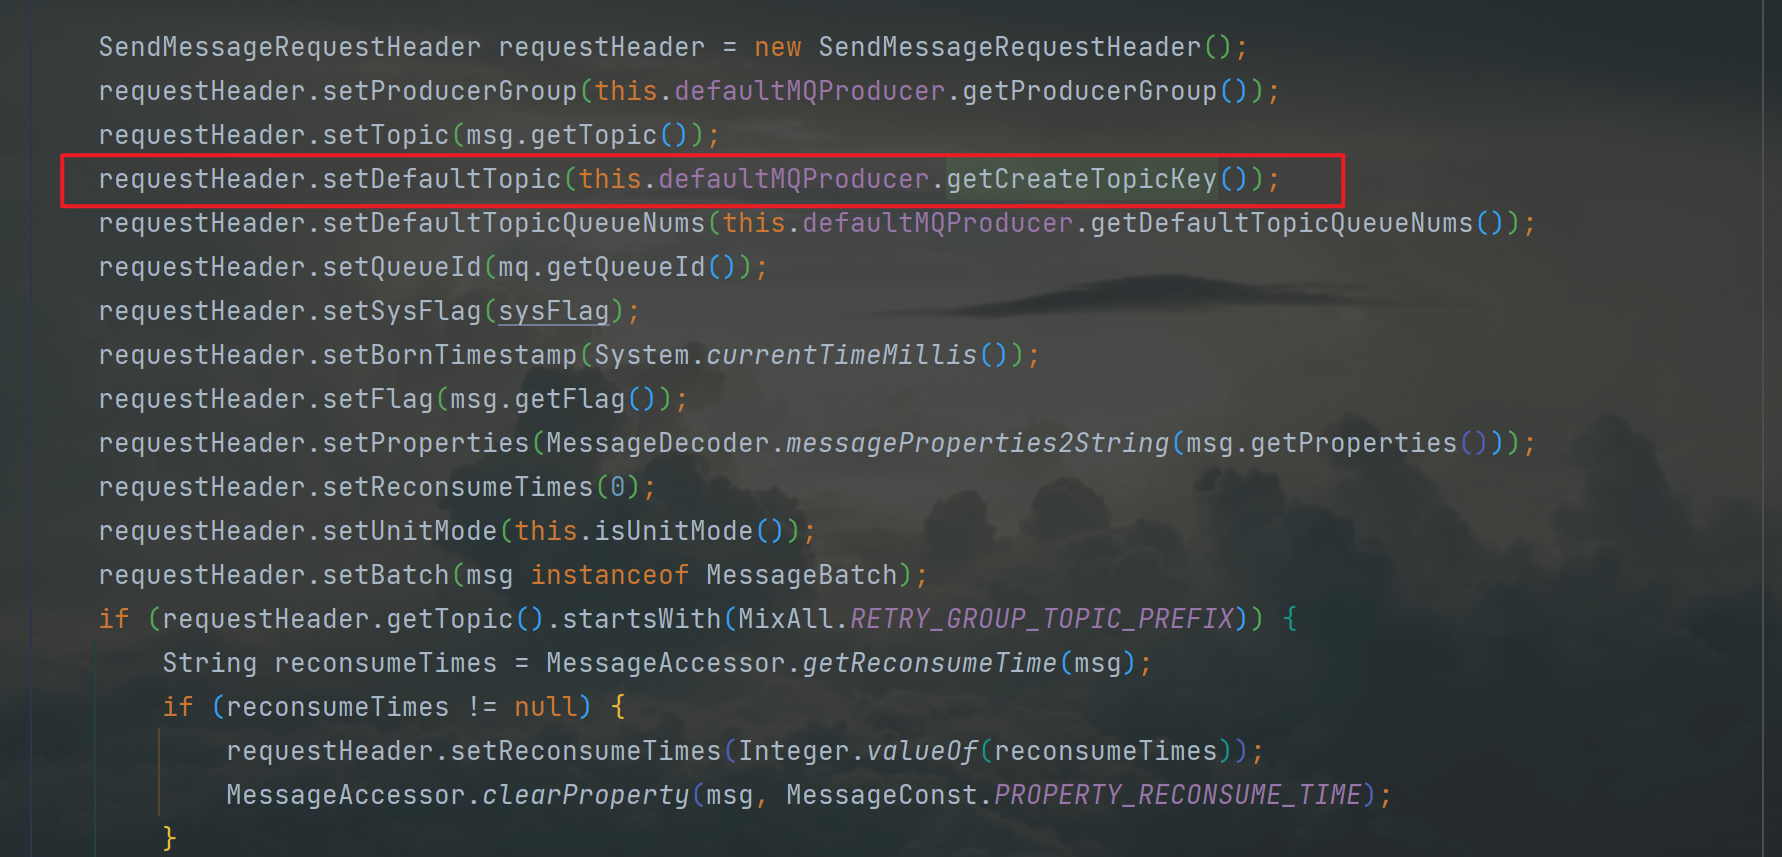 SendMessageRequestHeader requestHeader = new SendMessageRequestHeader();
requestHeader.setProducerGroup(this.defaultMQProducer.getProducerGroup());
requestHeader.setTopic(msg.getTopic());
requestHeader.setDefaultTopic(this.defaultMQProducer.getCreateTopicKey());
requestHeader.setDefaultTopicQueueNums(this.defaultMQProducer.getDefaultTopicQueueNums());
requestHeader.setQueueId(mq.getQueueId());
requestHeader.setSysFlag(sysFlag);
requestHeader.setBornTimestamp(System.currentTimeMillis());
requestHeader.setFlag(msg.getFlag());
requestHeader.setProperties(MessageDecoder.messageProperties2String(msg.getProperties()));
requestHeader.setReconsumeTimes(0);
requestHeader.setUnitMode(this.isUnitMode());
requestHeader.setBatch(msg instanceof MessageBatch);
if (requestHeader.getTopic().startsWith(MixAll.RETRY_GROUP_TOPIC_PREFIX)) {
    String reconsumeTimes = MessageAccessor.getReconsumeTime(msg);
    if (reconsumeTimes != null) {
        requestHeader.setReconsumeTimes(Integer.valueOf(reconsumeTimes));
        MessageAccessor.clearProperty(msg, MessageConst.PROPERTY_RECONSUME_TIME);
    }